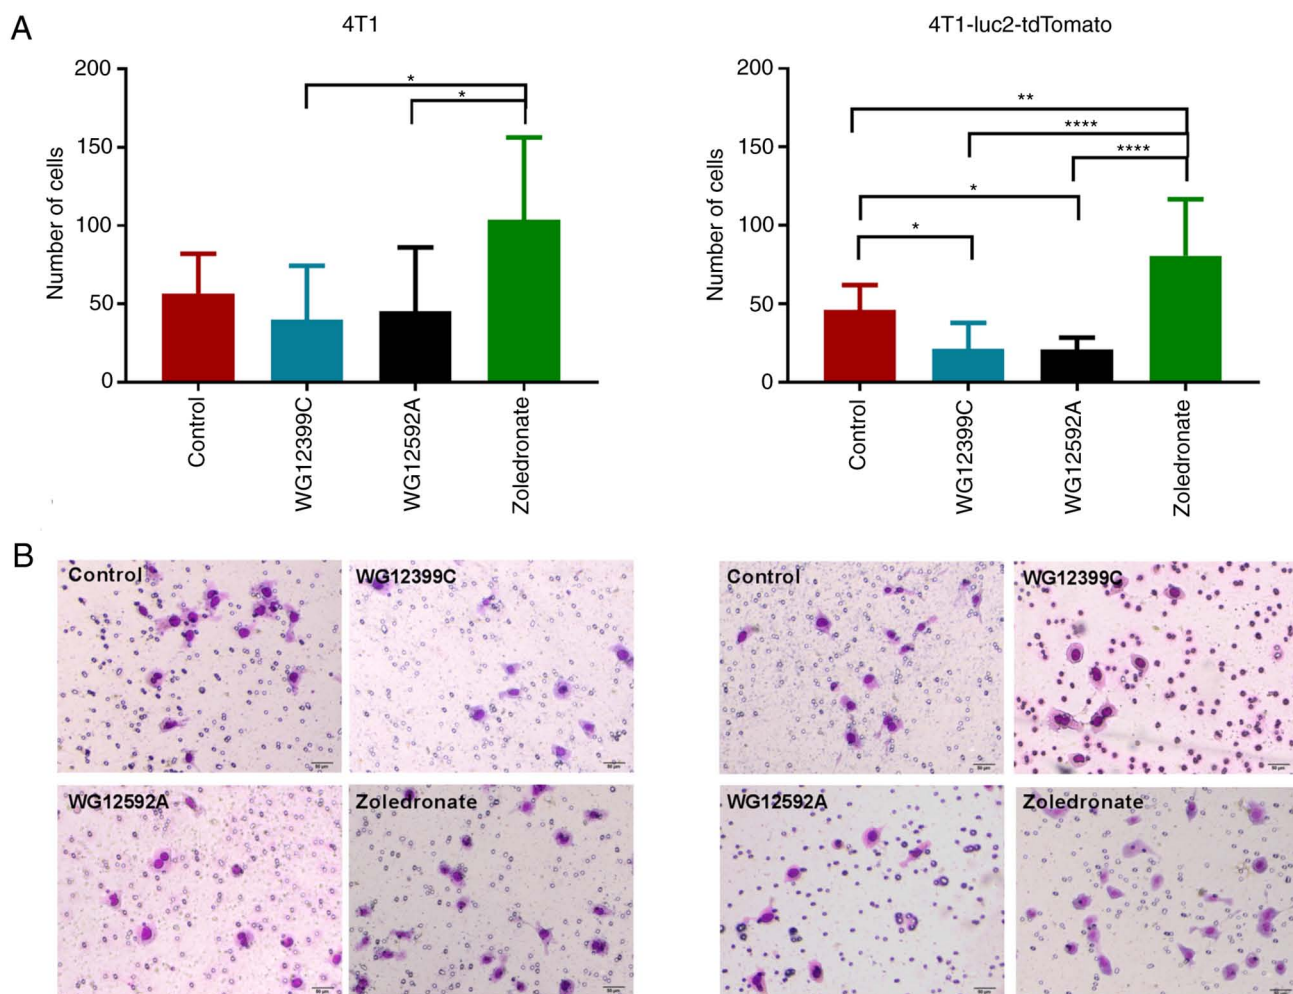 A
4T1
Number of cells
200
150
100
50
0
*
*
Control
WG12399C
WG12592A
Zoledronate
4T1-luc2-tdTomato
Number of cells
200
150
100
50
0
**
****
****
*
*
Control
WG12399C
WG12592A
Zoledronate
B
Control
WG12399C
WG12592A
Zoledronate
Control
WG12399C
WG12592A
Zoledronate